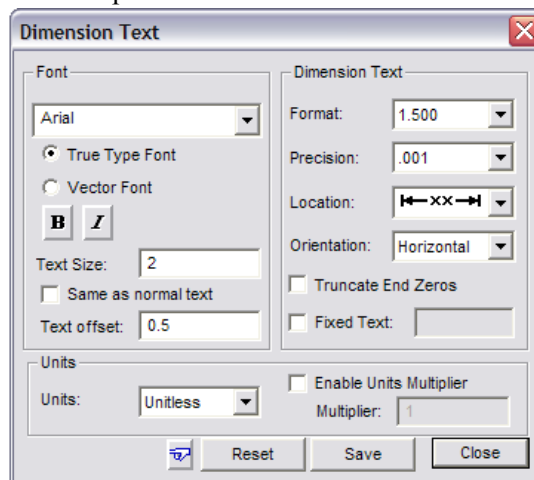 Dimension Text
Font
Arial
True Type Font
Vector Font
B I
Text Size: 2
Same as normal text
Text offset: 0.5
Dimension Text
Format: 1.500
Precision: .001
Location: xx
Orientation: Horizontal
Truncate End Zeros
Fixed Text:
Units
Units: Unitless
Enable Units Multiplier
Multiplier: 1
Reset Save Close